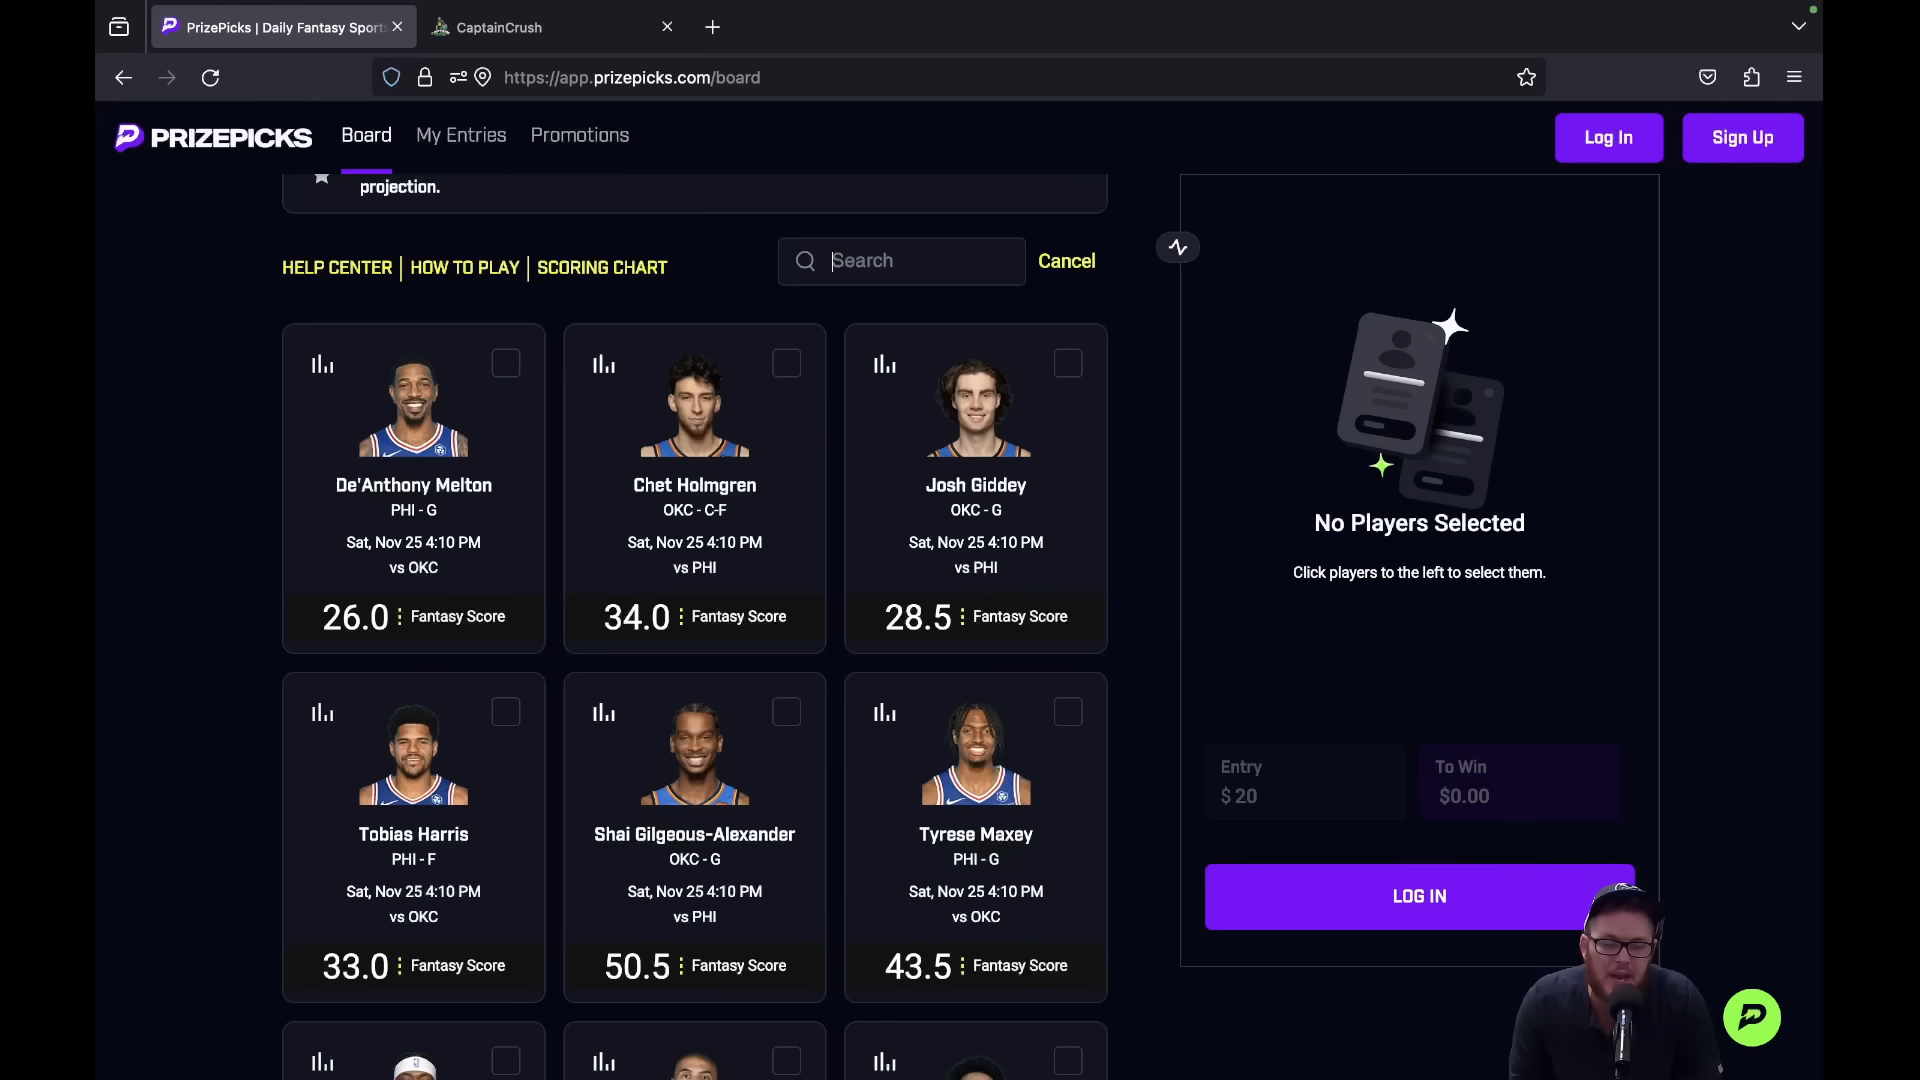 PrizePicks | Daily Fantasy Sports
CaptainCrush
https://app.prizepicks.com/board
PRIZEPICKS
Board
My Entries
Promotions
Log In
Sign Up
projection.
HELP CENTER | HOW TO PLAY | SCORING CHART
Search
Cancel
De'Anthony Melton
PHI - G
Sat, Nov 25 4:10 PM
vs OKC
26.0 Fantasy Score
Chet Holmgren
OKC - C-F
Sat, Nov 25 4:10 PM
vs PHI
34.0 Fantasy Score
Josh Giddey
OKC - G
Sat, Nov 25 4:10 PM
vs PHI
28.5 Fantasy Score
Tobias Harris
PHI - F
Sat, Nov 25 4:10 PM
vs OKC
33.0 Fantasy Score
Shai Gilgeous-Alexander
OKC - G
Sat, Nov 25 4:10 PM
vs PHI
50.5 Fantasy Score
Tyrese Maxey
PHI - G
Sat, Nov 25 4:10 PM
vs OKC
43.5 Fantasy Score
No Players Selected
Click players to the left to select them.
Entry
$ 20
To Win
$0.00
LOG IN